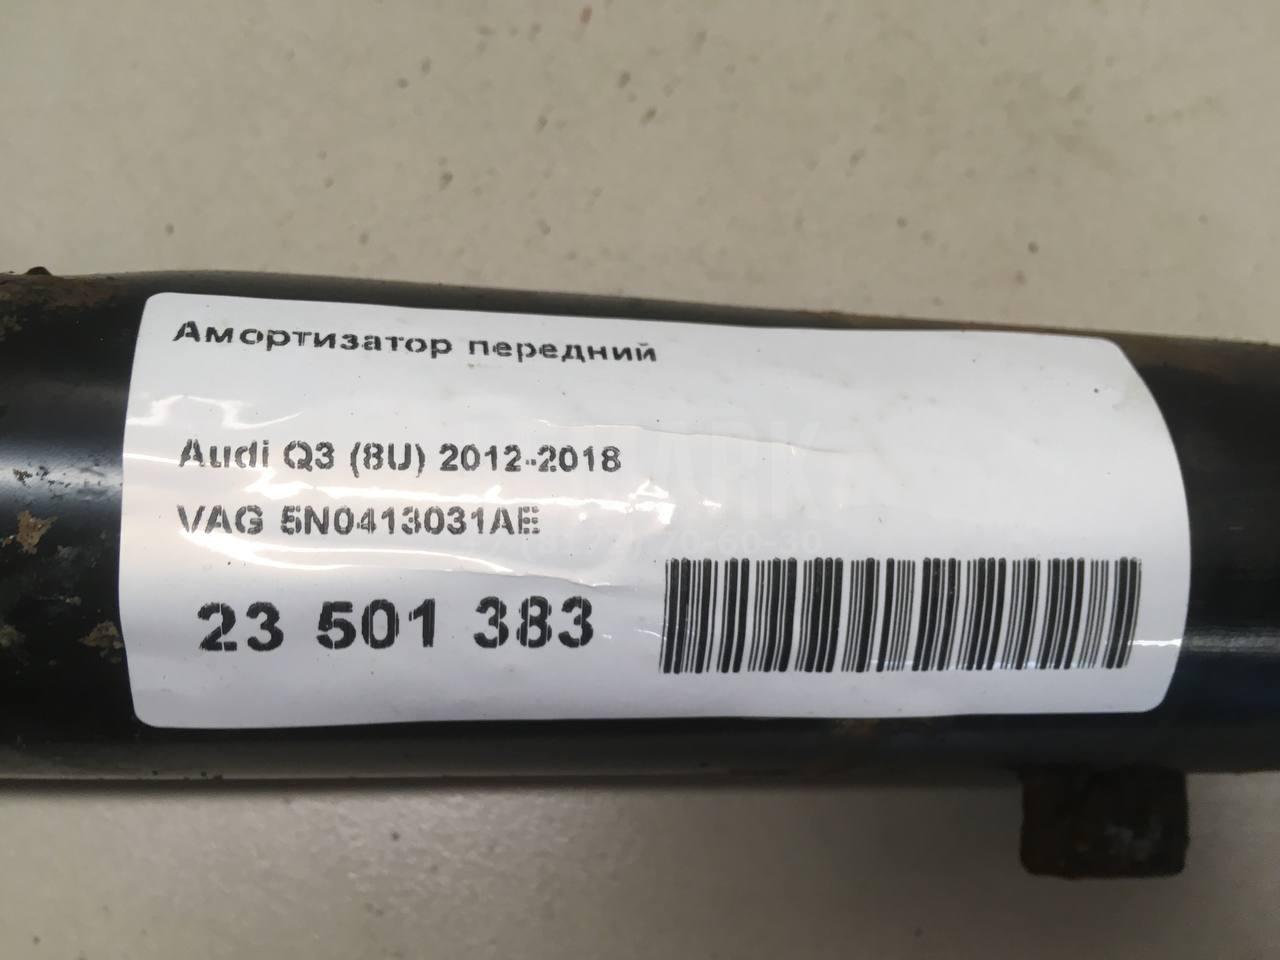 Амортизатор передний
Audi Q3 (8U) 2012-2018
VAG 5N0413031AE
23 501 383